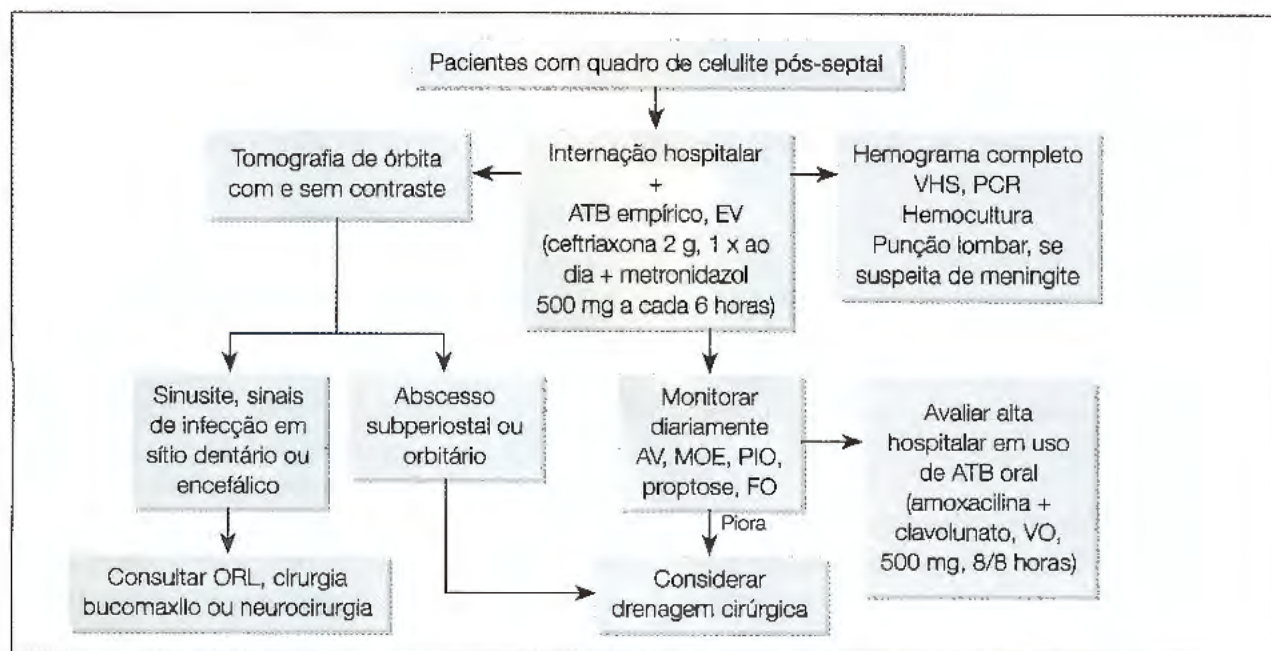 Pacientes com quadro de celulite pós-septal
Tomografia de órbita
com e sem contraste
Internação hospitalar
+
ATB empírico, EV
(ceftriaxona 2 g, 1 x ao
dia + metronidazol
500 mg a cada 6 horas)
Hemograma completo
VHS, PCR
Hemocultura
Punção lombar, se
suspeita de meningite
Sinusite, sinais
de infecção em
sítio dentário ou
encefálico
Abscesso
subperiostal ou
orbitário
Monitorar
diariamente
AV, MOE, PIO,
proptose, FO
Avaliar alta
hospitalar em uso
de ATB oral
(amoxacilina +
clavolunato, VO,
500 mg, 8/8 horas)
Piora
Consultar ORL, cirurgia
bucomaxilo ou neurocirurgia
Considerar
drenagem cirúrgica